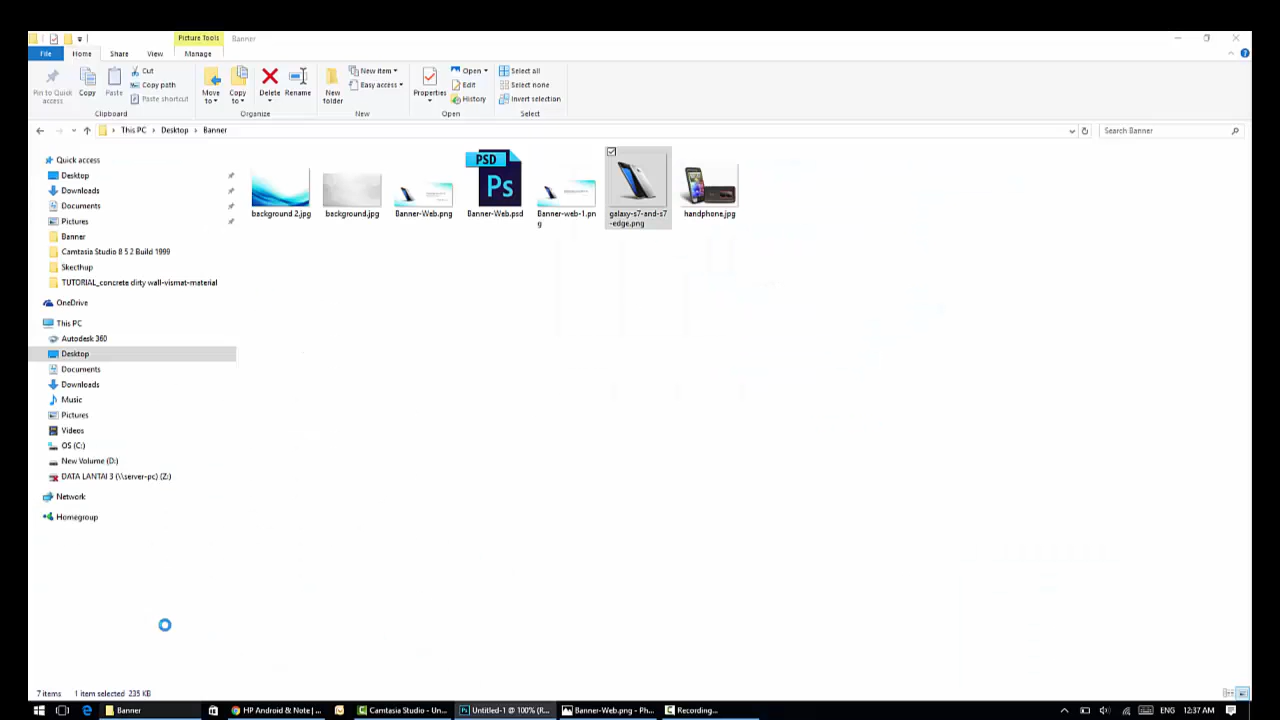 Picture Tools Banner
File Home Share View Manage
Pin to Quick access Copy Paste Cut Copy path Paste shortcut Move to Copy to Delete Rename New folder New item Easy access Properties Open Edit History Select all Select none Invert selection
Clipboard Organize New Open Select
This PC Desktop Banner Search Banner
Quick access
Desktop
Downloads
Documents
Pictures
Banner
Camtasia Studio 8 5 2 Build 1999
Skecthup
TUTORIAL_concrete dirty wall-vismat-material
OneDrive
This PC
Autodesk 360
Desktop
Documents
Downloads
Music
Pictures
Videos
OS (C:)
New Volume (D:)
DATA LANTAI 3 (\\server-pc) (Z:)
Network
Homegroup
PSD
Ps
background 2.jpg background.jpg Banner-Web.png Banner-Web.psd Banner-web-1.pn galaxy-s7-and-s7 handphone.jpg
g -edge.png
7 items 1 item selected 235 KB
Banner HP Android & Note | ... Camtasia Studio - Un... Untitled-1 @ 100% (R... Banner-Web.png - Ph... Recording... ENG 12:37 AM